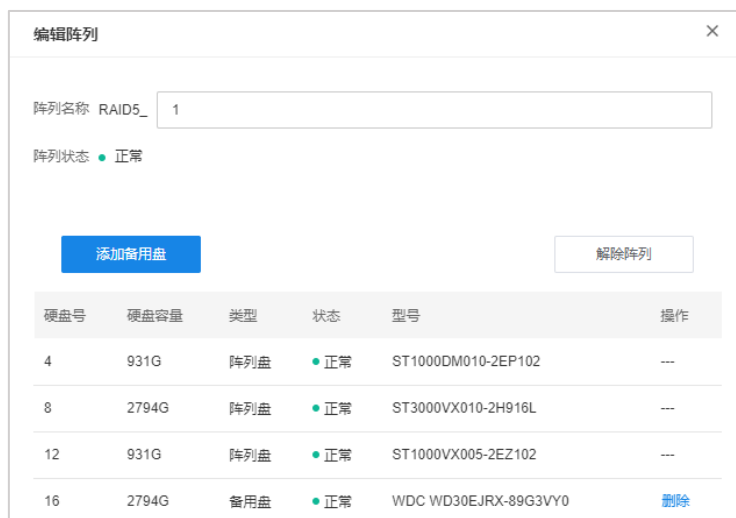 编辑阵列
阵列名称 RAID5_ 1
阵列状态 正常
添加备用盘 解除阵列
硬盘号 硬盘容量 类型 状态 型号 操作
4 931G 阵列盘 正常 ST1000DM010-2EP102 ---
8 2794G 阵列盘 正常 ST3000VX010-2H916L ---
12 931G 阵列盘 正常 ST1000VX005-2EZ102 ---
16 2794G 备用盘 正常 WDC WD30EJRX-89G3VY0 删除